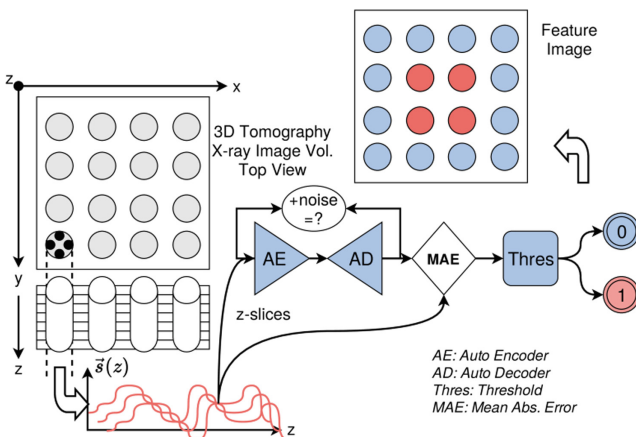 Feature
Image
z
x
3D Tomography
X-ray Image Vol.
Top View
+noise
=?
AE
AD
MAE
Thres
0
1
y
z-slices
z
s⃗(z)
z
AE: Auto Encoder
AD: Auto Decoder
Thres: Threshold
MAE: Mean Abs. Error